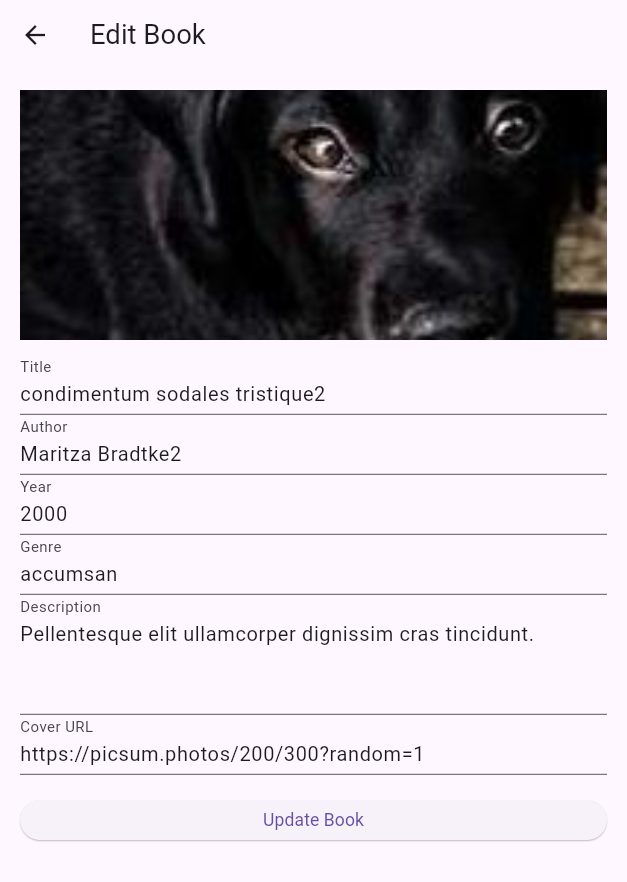 Edit Book
Title
condimentum sodales tristique2
Author
Maritza Bradtke2
Year
2000
Genre
accumsan
Description
Pellentesque elit ullamcorper dignissim cras tincidunt.
Cover URL
https://picsum.photos/200/300?random=1
Update Book